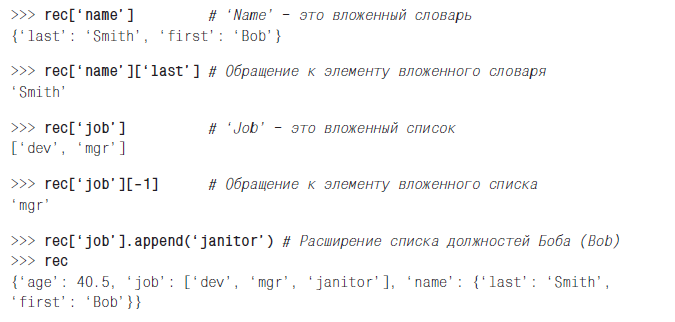 >>> rec[‘name’] # ‘Name’ – это вложенный словарь
{‘last’: ‘Smith’, ‘first’: ‘Bob’}
>>> rec[‘name’][‘last’] # Обращение к элементу вложенного словаря
‘Smith’
>>> rec[‘job’] # ‘Job’ – это вложенный список
[‘dev’, ‘mgr’]
>>> rec[‘job’][-1] # Обращение к элементу вложенного списка
‘mgr’
>>> rec[‘job’].append(‘janitor’) # Расширение списка должностей Боба (Bob)
>>> rec
{‘age’: 40.5, ‘job’: [‘dev’, ‘mgr’, ‘janitor’], ‘name’: {‘last’: ‘Smith’,
‘first’: ‘Bob’}}